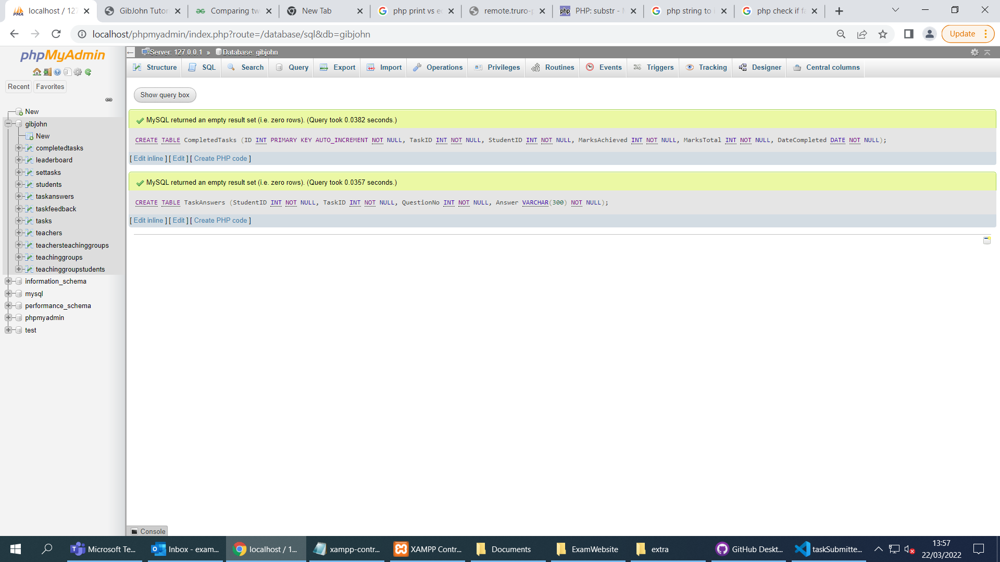 localhost / 127
GibJohn Tutor
Comparing tw
New Tab
php print vs ec
remote.truro-p
PHP: substr - M
php string to i
php check if fa
localhost/phpmyadmin/index.php?route=/database/sql&db=gibjohn
Update
phpMyAdmin
Recent
Favorites
New
gibjohn
New
completedtasks
leaderboard
settasks
students
taskanswers
taskfeedback
tasks
teachers
teachersteachinggroups
teachinggroups
teachinggroupstudents
information_schema
mysql
performance_schema
phpmyadmin
test
Server: 127.0.0.1 » Database: gibjohn
Structure
SQL
Search
Query
Export
Import
Operations
Privileges
Routines
Events
Triggers
Tracking
Designer
Central columns
Show query box
MySQL returned an empty result set (i.e. zero rows). (Query took 0.0382 seconds.)
CREATE TABLE CompletedTasks (ID INT PRIMARY KEY AUTO_INCREMENT NOT NULL, TaskID INT NOT NULL, StudentID INT NOT NULL, MarksAchieved INT NOT NULL, MarksTotal INT NOT NULL, DateCompleted DATE NOT NULL);
[ Edit inline ] [ Edit ] [ Create PHP code ]
MySQL returned an empty result set (i.e. zero rows). (Query took 0.0357 seconds.)
CREATE TABLE TaskAnswers (StudentID INT NOT NULL, TaskID INT NOT NULL, QuestionNo INT NOT NULL, Answer VARCHAR(300) NOT NULL);
[ Edit inline ] [ Edit ] [ Create PHP code ]
Console
Microsoft Te...
Inbox - exam...
localhost / 1...
xampp-contr...
XAMPP Contr...
Documents
ExamWebsite
extra
GitHub Deskt...
taskSubmitte...
13:57
22/03/2022